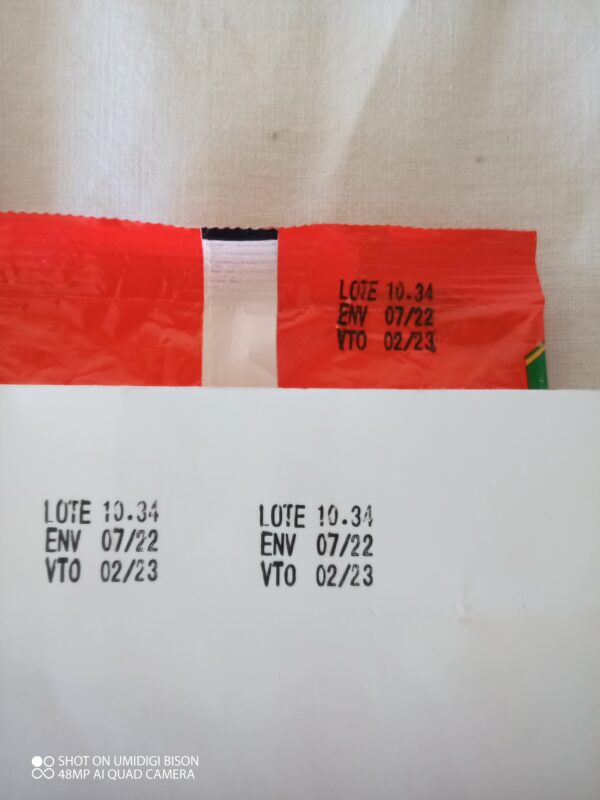 LOTE 10.34
ENV 07/22
VTO 02/23
LOTE 10.34
ENV 07/22
VTO 02/23
LOTE 10.34
ENV 07/22
VTO 02/23
SHOT ON UMIDIGI BISON
48MP AI QUAD CAMERA